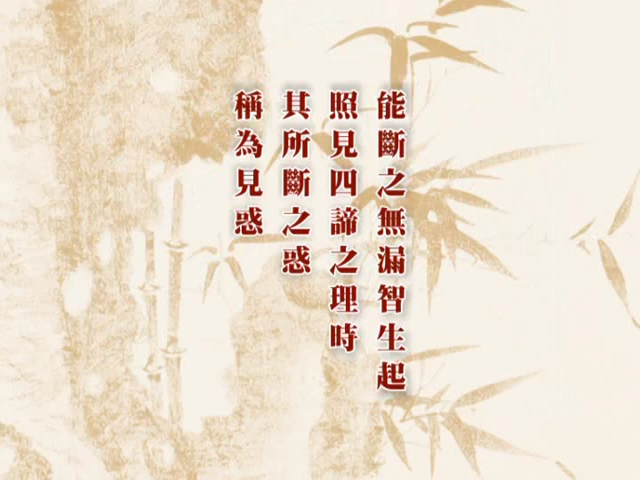 能斷之無漏智生起
照見四諦之理時
其所斷之惑
稱為見惑